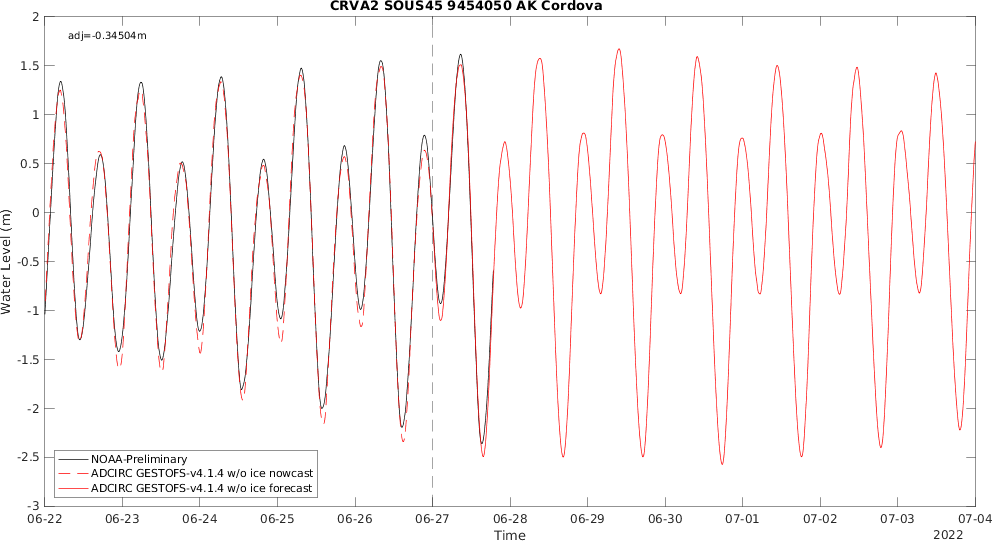 CRVA2 SOUS45 9454050 AK Cordova
adj=-0.34504m
2
1.5
1
0.5
0
-0.5
-1
-1.5
-2
-2.5
-3
Water Level (m)
NOAA-Preliminary
ADCIRC GESTOFS-v4.1.4 w/o ice nowcast
ADCIRC GESTOFS-v4.1.4 w/o ice forecast
06-22 06-23 06-24 06-25 06-26 06-27 06-28 06-29 06-30 07-01 07-02 07-03 07-04
Time
2022